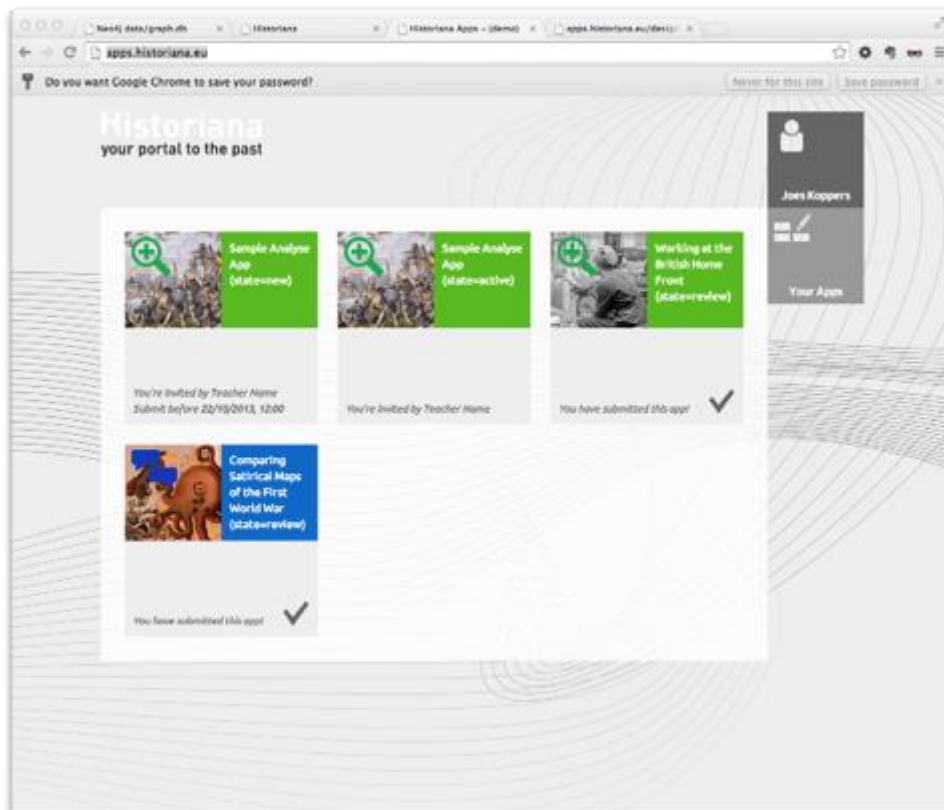 Neo4j data/graph.db
Historiana
Historiana Apps - (demo)
apps.historiana.eu/desig
apps.historiana.eu
Do you want Google Chrome to save your password?
Never for this site
Save password
Historiana
your portal to the past
Joes Koppers
Your Apps
Sample Analyse
App
(state=new)
You're invited by Teacher Name
Submit before 22/10/2013, 12:00
Sample Analyse
App
(state=active)
You're invited by Teacher Name
Working at the
British Home
Front
(state=review)
You have submitted this app!
Comparing
Satirical Maps
of the First
World War
(state=review)
You have submitted this app!